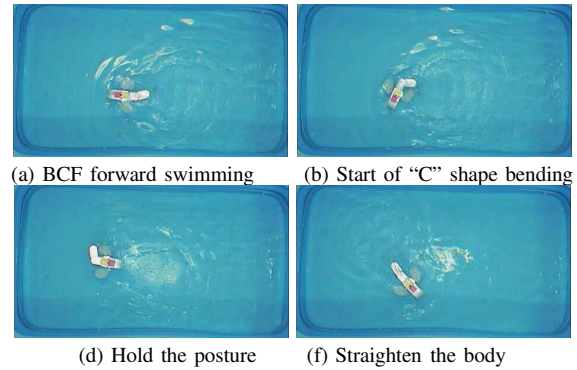 (a) BCF forward swimming
(b) Start of “C” shape bending
(d) Hold the posture
(f) Straighten the body